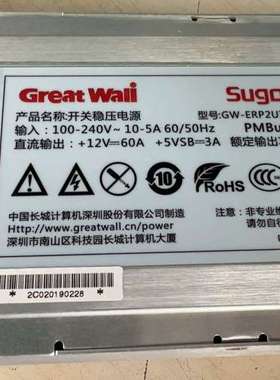 Great Wall Sugo
产品名称:开关稳压电源 型号:GW-ERP2U
输入:100-240V~ 10-5A 60/50Hz PMBu
直流输出: +12V⎓60A +5VSB⎓3A 额定输出
RoHS
中国长城计算机深圳股份有限公司制造 注意:
http://www.greatwall.cn/power 非专业维
深圳市南山区科技园长城计算机大厦 请勿自行
* 2C020190228 *